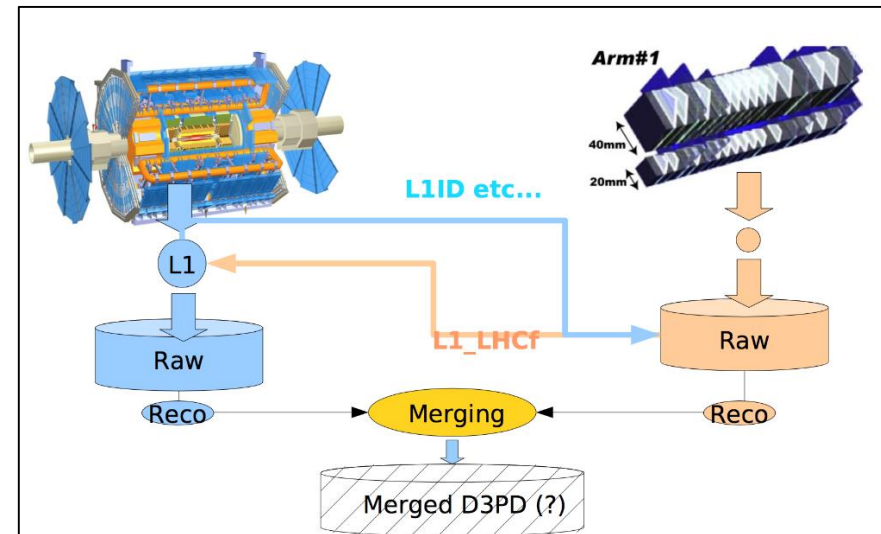 Arm#1
40mm
20mm
L1ID etc...
L1
L1_LHCf
Raw
Raw
Reco
Merging
Reco
Merged D3PD (?)